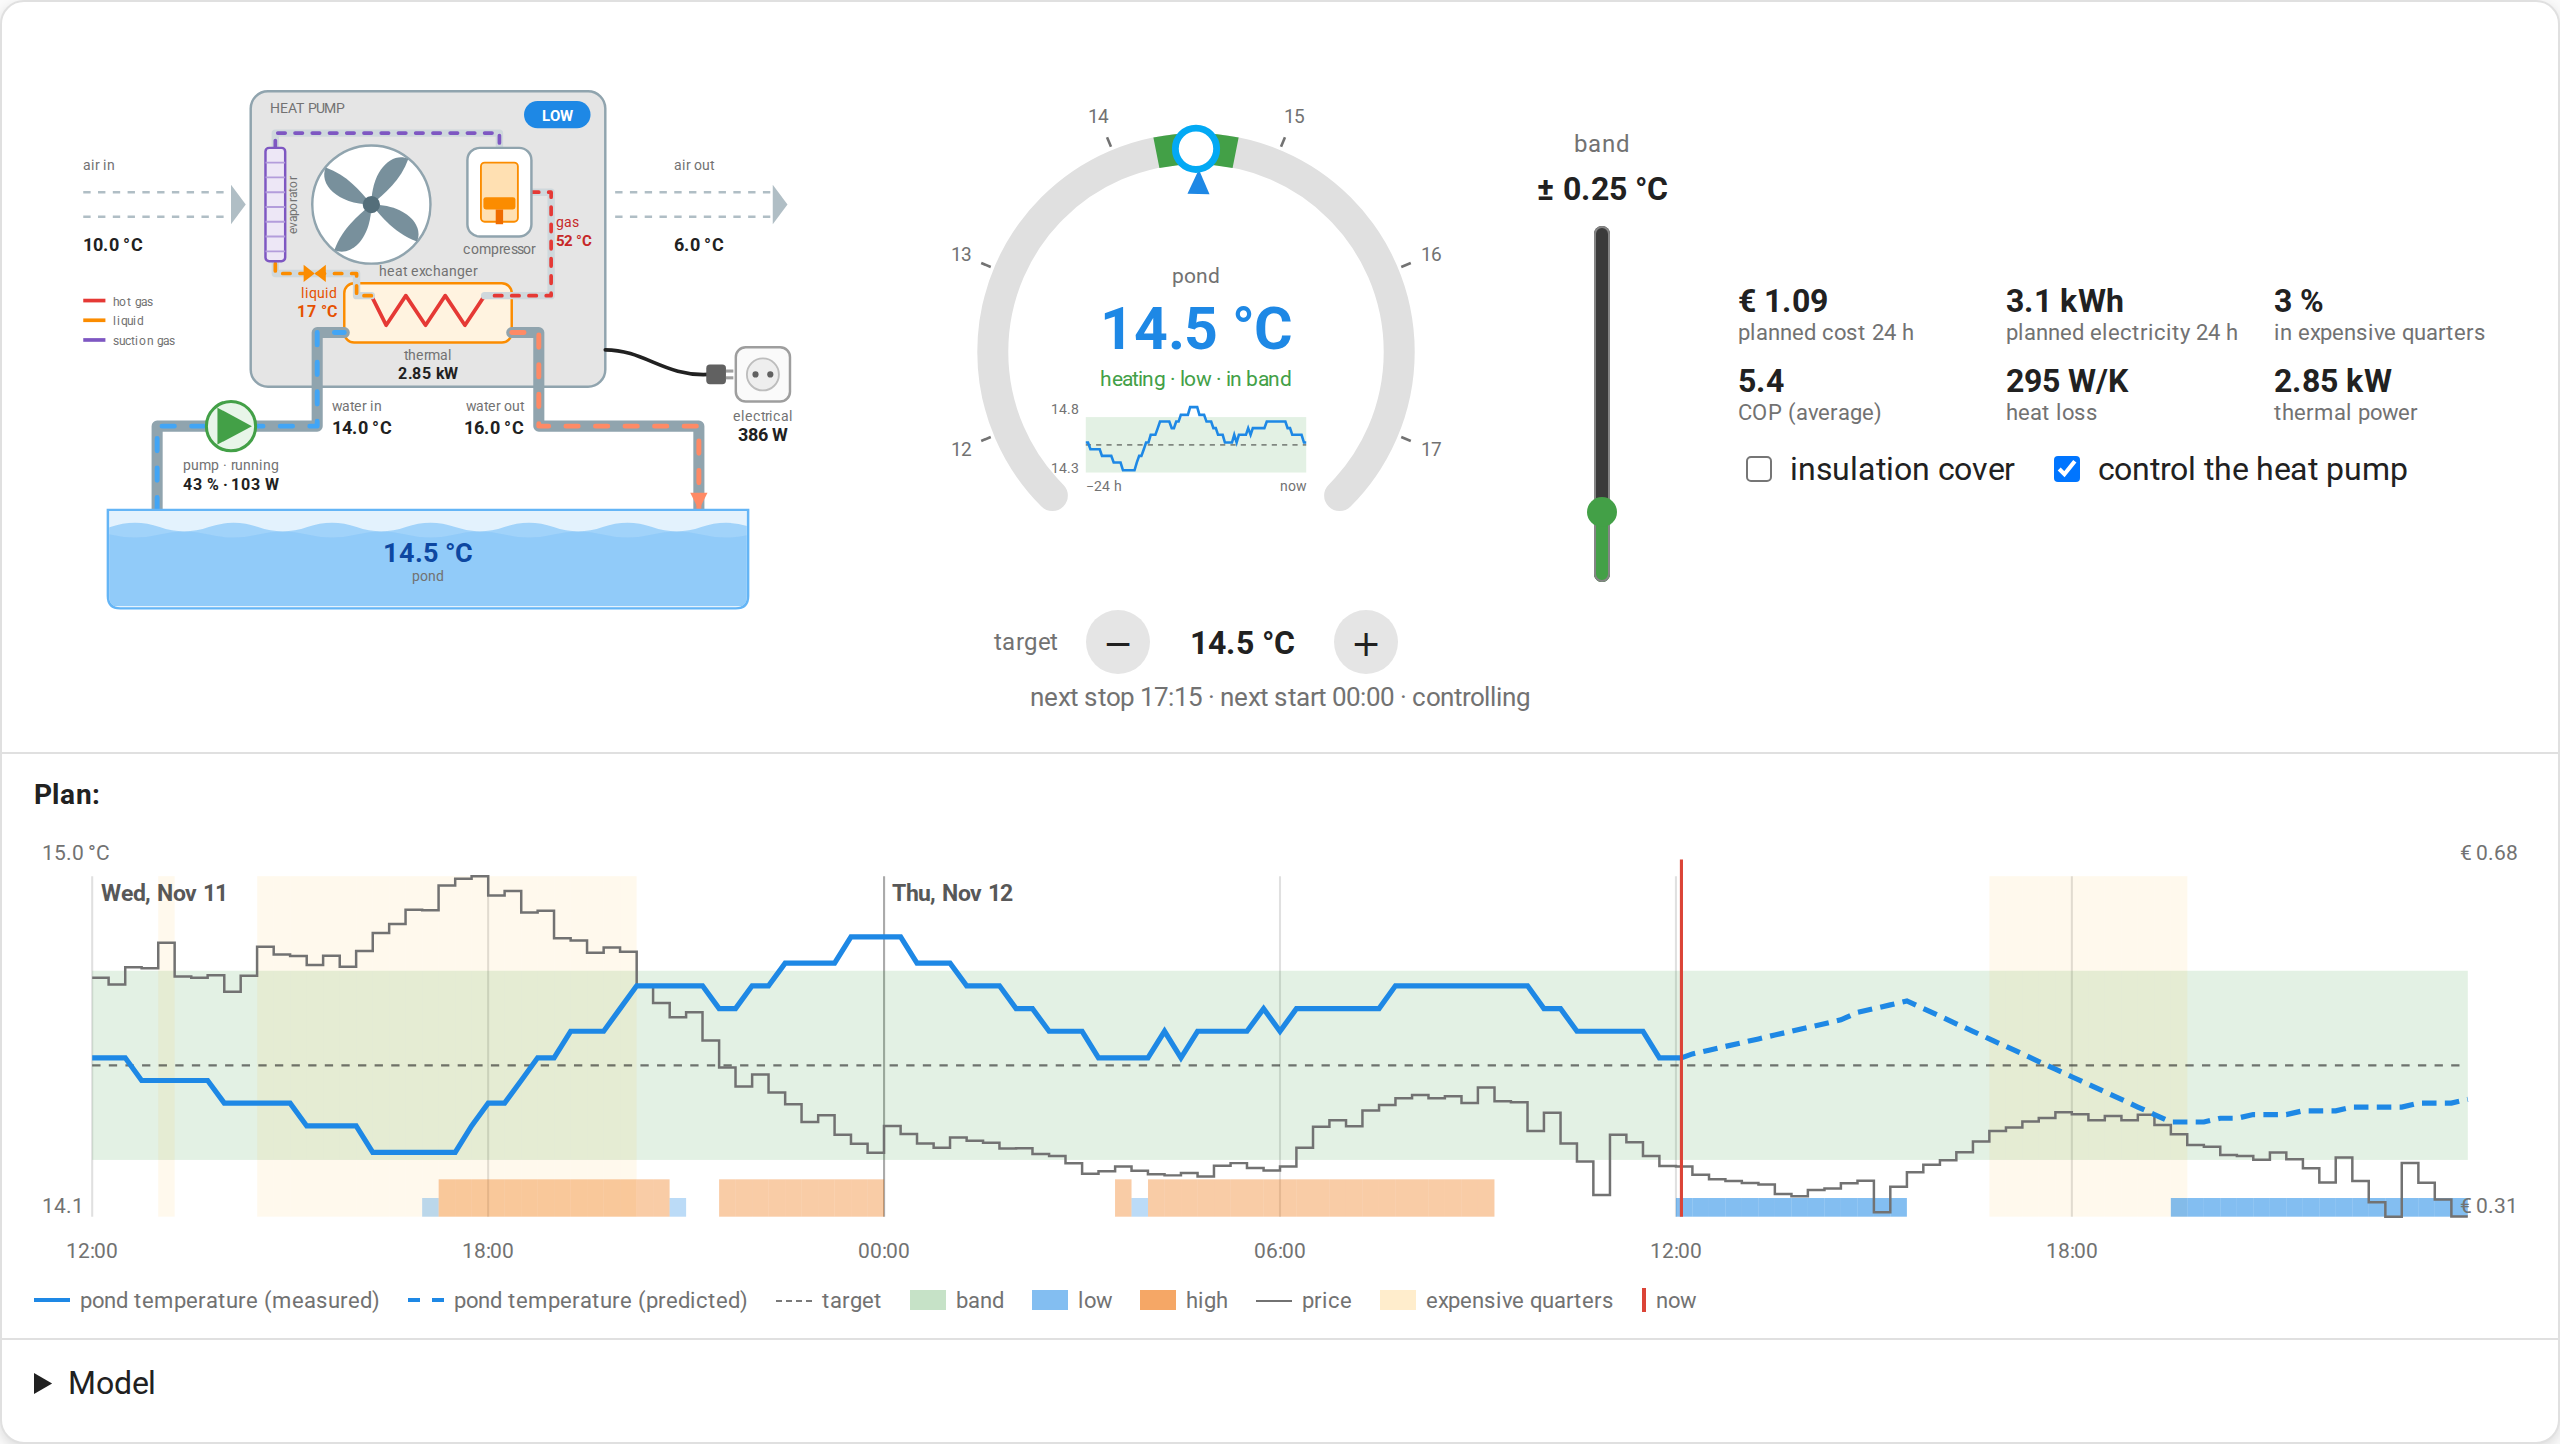 HEAT PUMP
LOW
air in
10.0 °C
evaporator
compressor
gas
52 °C
air out
6.0 °C
heat exchanger
liquid
17 °C
hot gas
liquid
suction gas
thermal
2.85 kW
water in
14.0 °C
water out
16.0 °C
electrical
386 W
pump · running
43 % · 103 W
14.5 °C
pond
12
13
14
15
16
17
pond
14.5 °C
heating · low · in band
14.8
14.3
−24 h
now
band
± 0.25 °C
target
−
14.5 °C
+
next stop 17:15 · next start 00:00 · controlling
€ 1.09
planned cost 24 h
3.1 kWh
planned electricity 24 h
3 %
in expensive quarters
5.4
COP (average)
295 W/K
heat loss
2.85 kW
thermal power
insulation cover
control the heat pump
Plan:
15.0 °C
€ 0.68
Wed, Nov 11
Thu, Nov 12
14.1
€ 0.31
12:00
18:00
00:00
06:00
12:00
18:00
pond temperature (measured)
pond temperature (predicted)
target
band
low
high
price
expensive quarters
now
Model